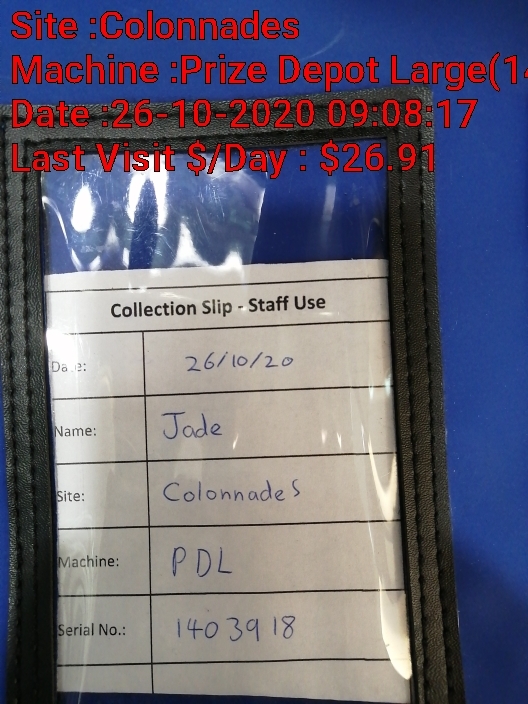 Site :Colonnades
Machine :Prize Depot Large(14
Date :26-10-2020 09:08:17
Last Visit $/Day : $26.91
Collection Slip - Staff Use
Date: 26/10/20
Name: Jade
Site: Colonnades
Machine: PDL
Serial No.: 1403918